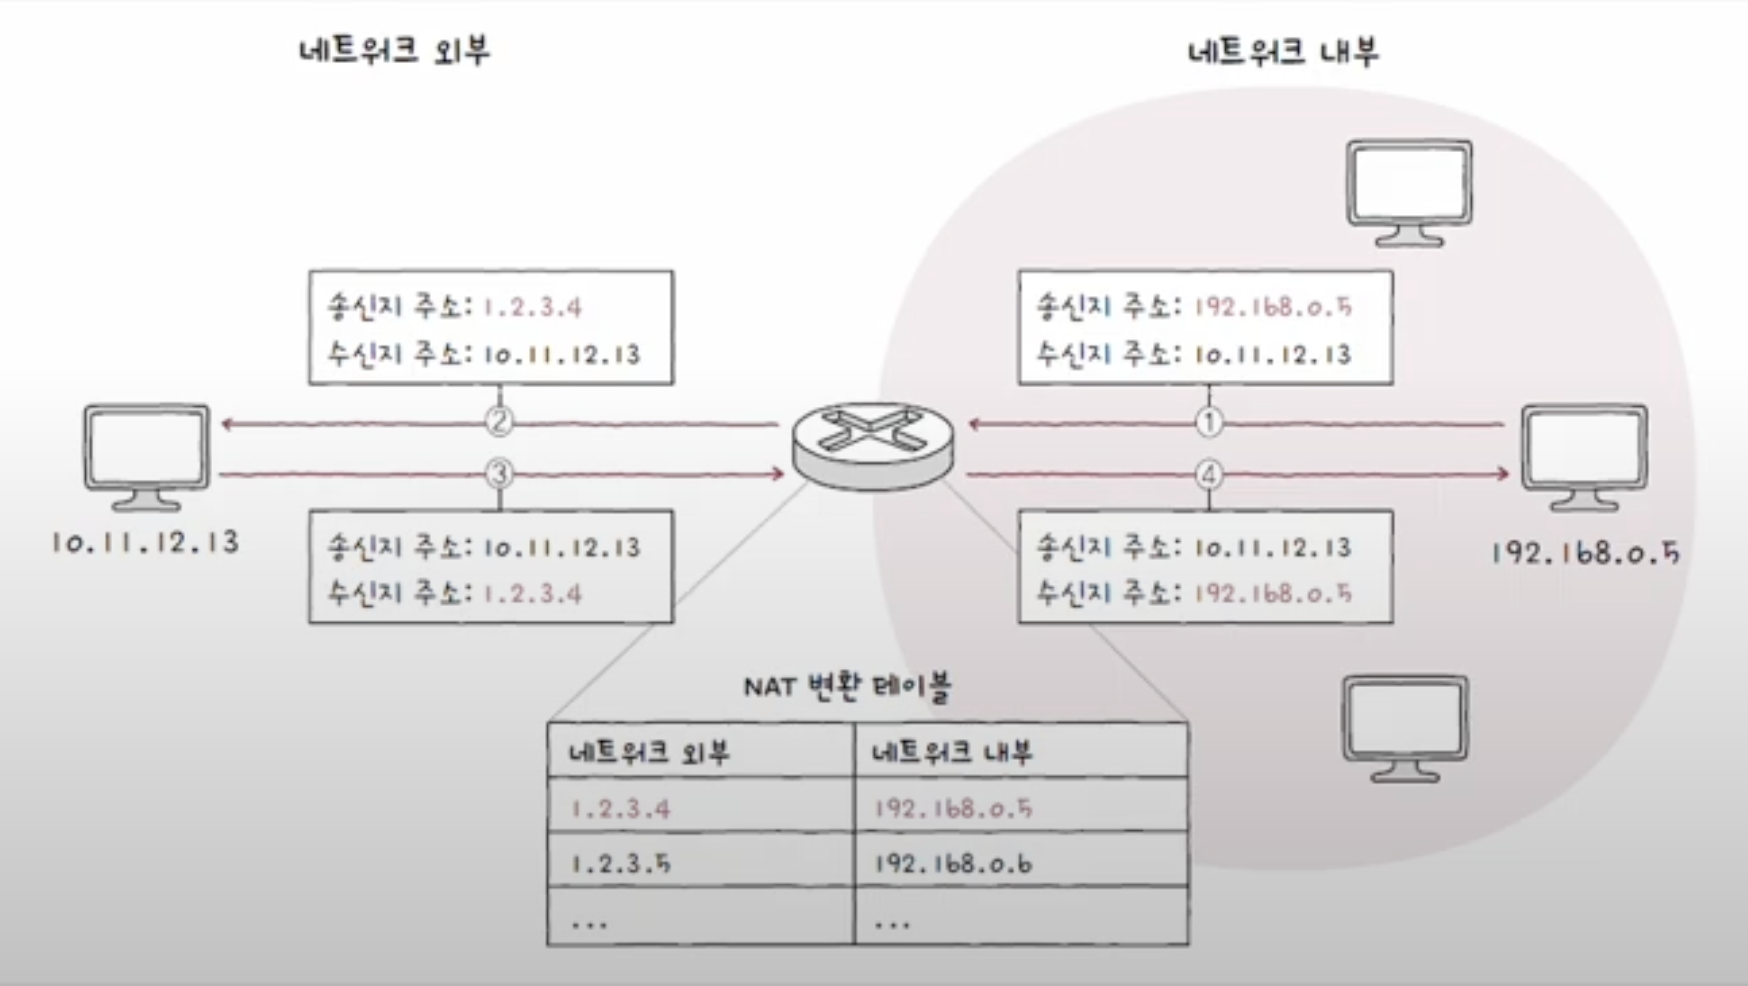 네트워크 외부
네트워크 내부
송신지 주소: 1.2.3.4
수신지 주소: 10.11.12.13
송신지 주소: 192.168.0.5
수신지 주소: 10.11.12.13
②
①
③
④
10.11.12.13
192.168.0.5
송신지 주소: 10.11.12.13
수신지 주소: 1.2.3.4
송신지 주소: 10.11.12.13
수신지 주소: 192.168.0.5
NAT 변환 테이블
네트워크 외부 네트워크 내부
1.2.3.4 192.168.0.5
1.2.3.5 192.168.0.6
... ...